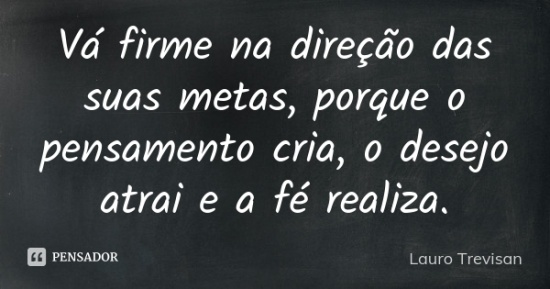 Vá firme na direção das
suas metas, porque o
pensamento cria, o desejo
atrai e a fé realiza.
PENSADOR
Lauro Trevisan